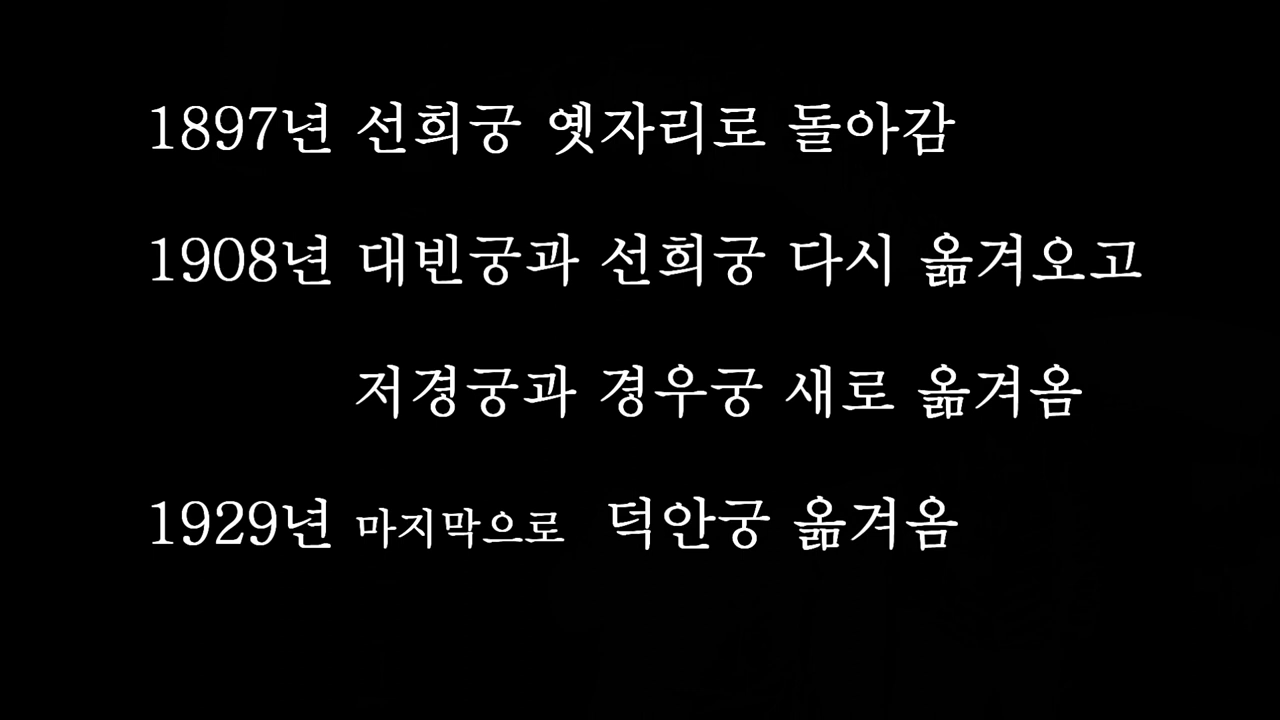 1897년 선희궁 옛자리로 돌아감
1908년 대빈궁과 선희궁 다시 옮겨오고
저경궁과 경우궁 새로 옮겨옴
1929년 마지막으로 덕안궁 옮겨옴